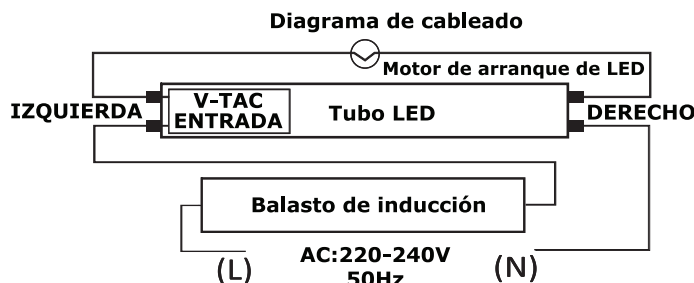 Diagrama de cableado
Motor de arranque de LED
IZQUIERDA
V-TAC
ENTRADA
Tubo LED
DERECHO
Balasto de inducción
(L)
AC:220-240V
50Hz
(N)